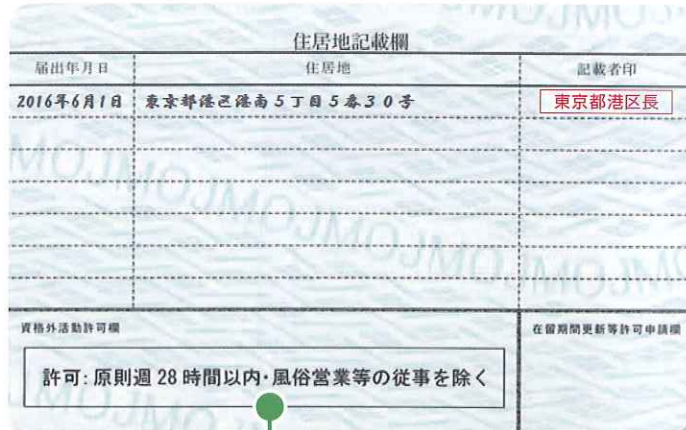 住居地記載欄
届出年月日 住居地 記載者印
2016年6月1日 東京都港区港南5丁目5番30号 東京都港区長
資格外活動許可欄 在留期間更新等許可申請欄
許可: 原則週28時間以内・風俗営業等の従事を除く
MOJMOJMOJMOJMOJMO